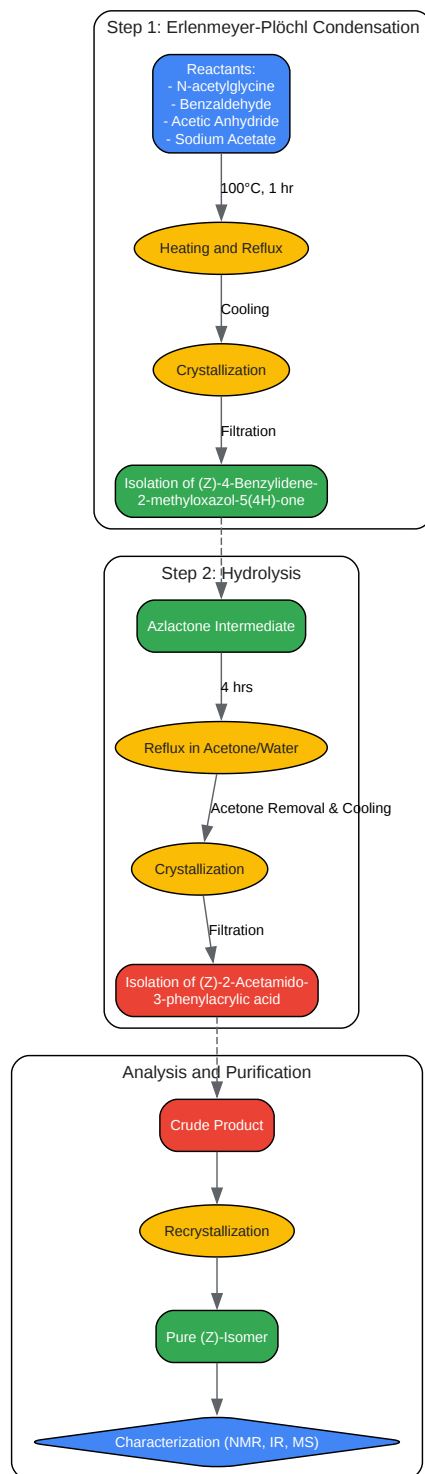 Step 1: Erlenmeyer-Plöchl Condensation
Reactants:
- N-acetylglycine
- Benzaldehyde
- Acetic Anhydride
- Sodium Acetate
100°C, 1 hr
Heating and Reflux
Cooling
Crystallization
Filtration
Isolation of (Z)-4-Benzylidene-
2-methyloxazol-5(4H)-one
Step 2: Hydrolysis
Azlactone Intermediate
4 hrs
Reflux in Acetone/Water
Acetone Removal & Cooling
Crystallization
Filtration
Isolation of (Z)-2-Acetamido-
3-phenylacrylic acid
Analysis and Purification
Crude Product
Recrystallization
Pure (Z)-Isomer
Characterization (NMR, IR, MS)